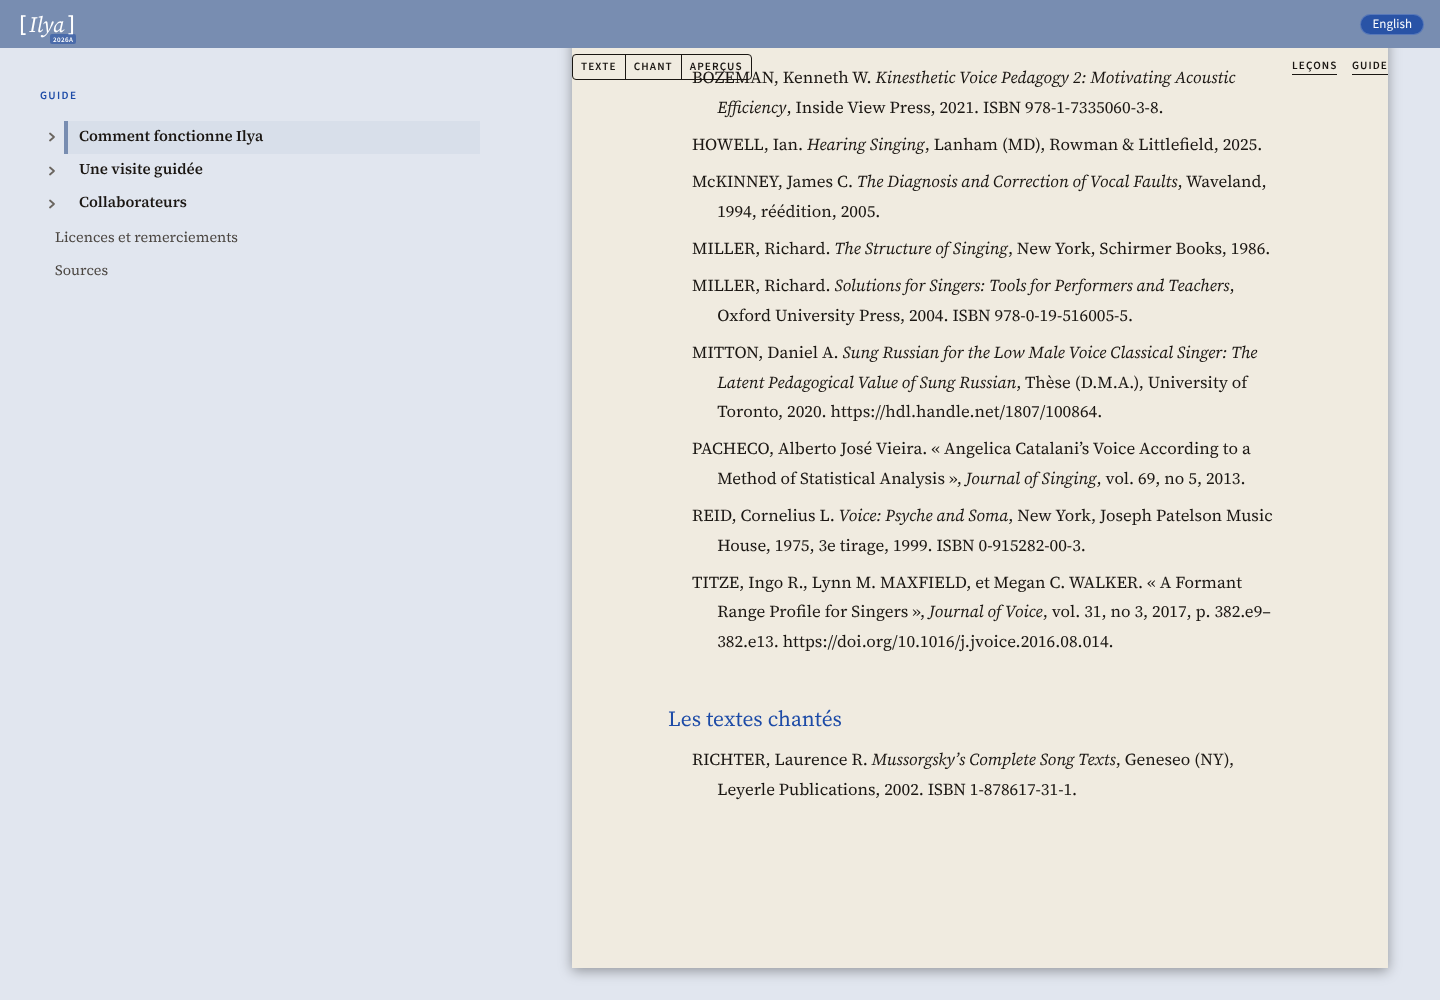 [ Ilya ]
2026A
English
TEXTE CHANT APERÇUS
LEÇONS GUIDE
GUIDE
Comment fonctionne Ilya
Une visite guidée
Collaborateurs
Licences et remerciements
Sources
BOZEMAN, Kenneth W. Kinesthetic Voice Pedagogy 2: Motivating Acoustic
Efficiency, Inside View Press, 2021. ISBN 978-1-7335060-3-8.
HOWELL, Ian. Hearing Singing, Lanham (MD), Rowman & Littlefield, 2025.
McKINNEY, James C. The Diagnosis and Correction of Vocal Faults, Waveland,
1994, réédition, 2005.
MILLER, Richard. The Structure of Singing, New York, Schirmer Books, 1986.
MILLER, Richard. Solutions for Singers: Tools for Performers and Teachers,
Oxford University Press, 2004. ISBN 978-0-19-516005-5.
MITTON, Daniel A. Sung Russian for the Low Male Voice Classical Singer: The
Latent Pedagogical Value of Sung Russian, Thèse (D.M.A.), University of
Toronto, 2020. https://hdl.handle.net/1807/100864.
PACHECO, Alberto José Vieira. « Angelica Catalani’s Voice According to a
Method of Statistical Analysis », Journal of Singing, vol. 69, no 5, 2013.
REID, Cornelius L. Voice: Psyche and Soma, New York, Joseph Patelson Music
House, 1975, 3e tirage, 1999. ISBN 0-915282-00-3.
TITZE, Ingo R., Lynn M. MAXFIELD, et Megan C. WALKER. « A Formant
Range Profile for Singers », Journal of Voice, vol. 31, no 3, 2017, p. 382.e9–
382.e13. https://doi.org/10.1016/j.jvoice.2016.08.014.
Les textes chantés
RICHTER, Laurence R. Mussorgsky’s Complete Song Texts, Geneseo (NY),
Leyerle Publications, 2002. ISBN 1-878617-31-1.